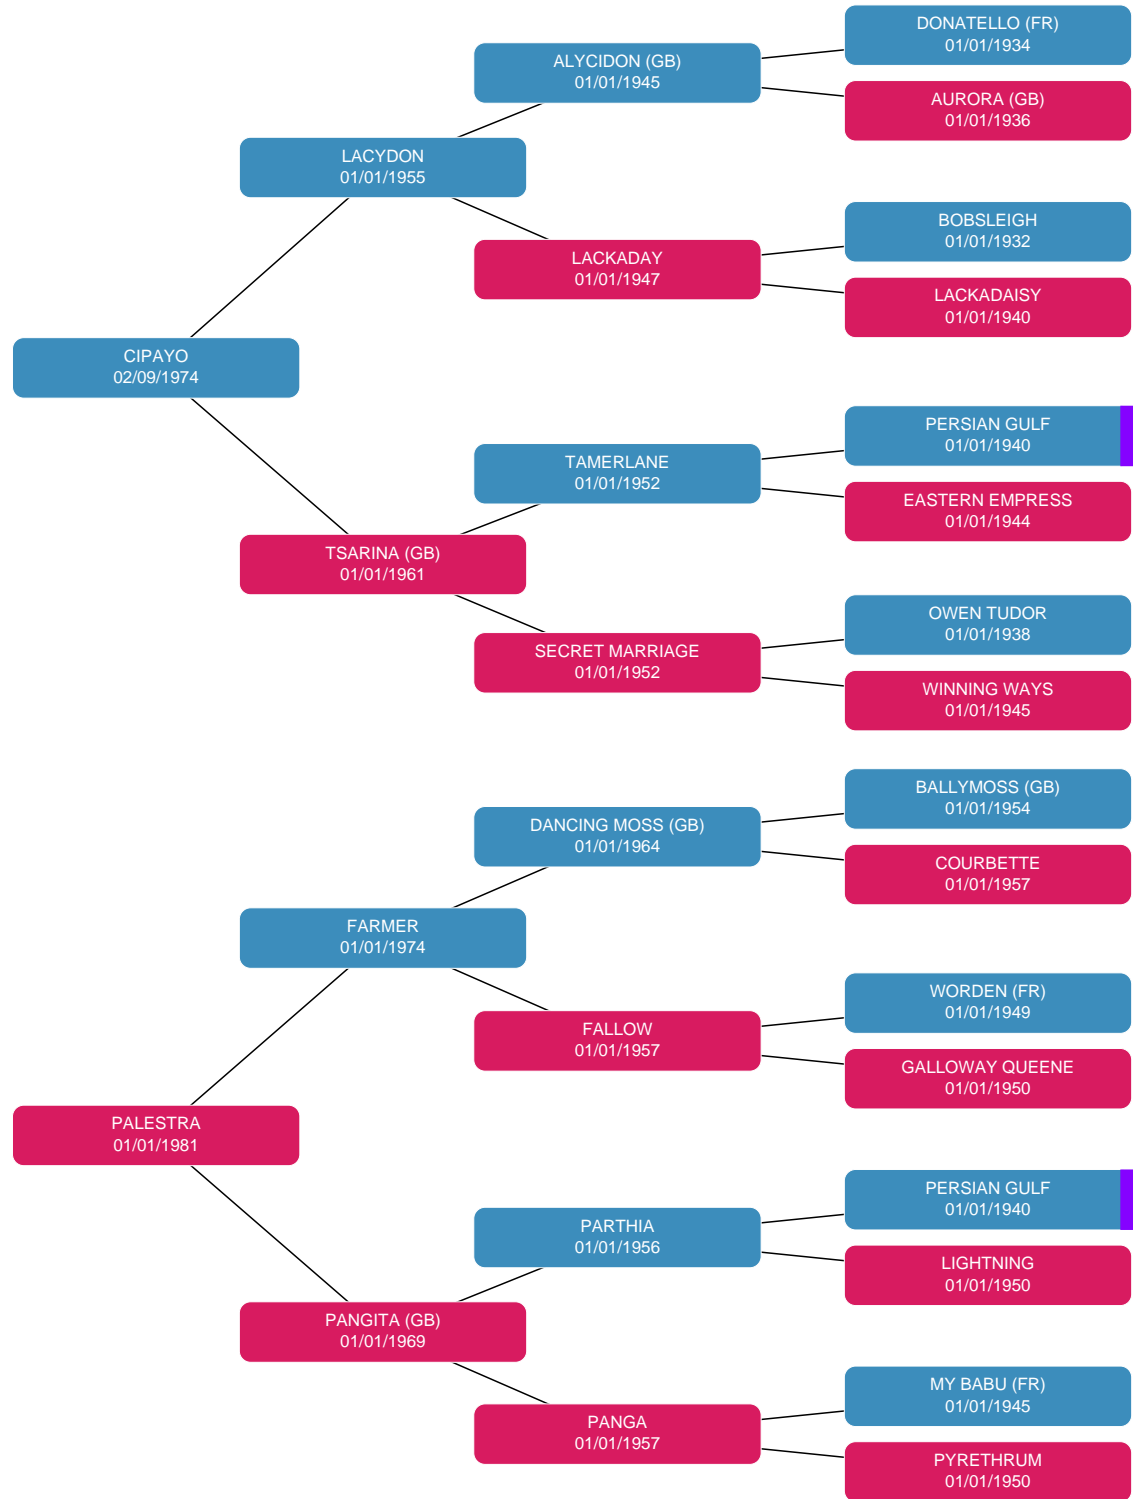 DONATELLO (FR)
01/01/1934
ALYCIDON (GB)
01/01/1945
AURORA (GB)
01/01/1936
LACYDON
01/01/1955
BOBSLEIGH
01/01/1932
LACKADAY
01/01/1947
LACKADAISY
01/01/1940
CIPAYO
02/09/1974
PERSIAN GULF
01/01/1940
TAMERLANE
01/01/1952
EASTERN EMPRESS
01/01/1944
TSARINA (GB)
01/01/1961
OWEN TUDOR
01/01/1938
SECRET MARRIAGE
01/01/1952
WINNING WAYS
01/01/1945
BALLYMOSS (GB)
01/01/1954
DANCING MOSS (GB)
01/01/1964
COURBETTE
01/01/1957
FARMER
01/01/1974
WORDEN (FR)
01/01/1949
FALLOW
01/01/1957
GALLOWAY QUEENE
01/01/1950
PALESTRA
01/01/1981
PERSIAN GULF
01/01/1940
PARTHIA
01/01/1956
LIGHTNING
01/01/1950
PANGITA (GB)
01/01/1969
MY BABU (FR)
01/01/1945
PANGA
01/01/1957
PYRETHRUM
01/01/1950